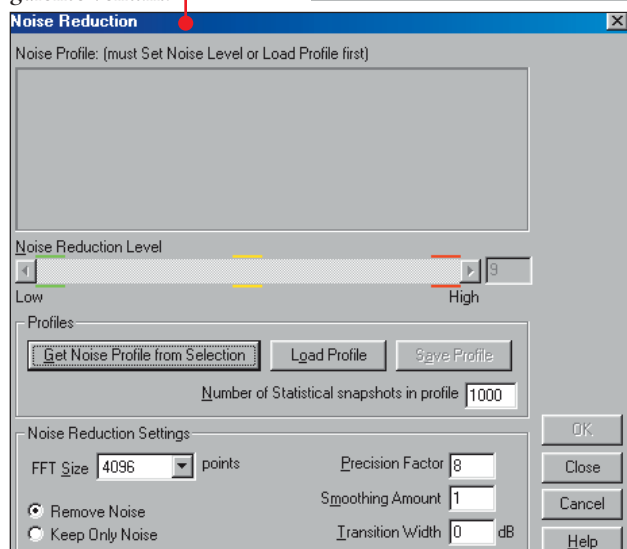 Noise Reduction
Noise Profile: (must Set Noise Level or Load Profile first)
Noise Reduction Level
9
Low High
Profiles
Get Noise Profile from Selection Load Profile Save Profile
Number of Statistical snapshots in profile 1000
Noise Reduction Settings
OK
FFT Size 4096 points Precision Factor 8
Close
Smoothing Amount 1
Remove Noise
Cancel
Keep Only Noise Transition Width 0 dB
Help